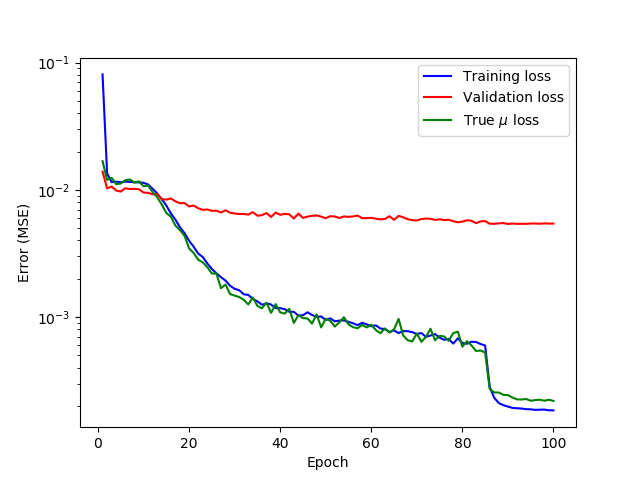 10⁻¹
10⁻²
10⁻³
Error (MSE)
Training loss
Validation loss
True μ loss
0 20 40 60 80 100
Epoch